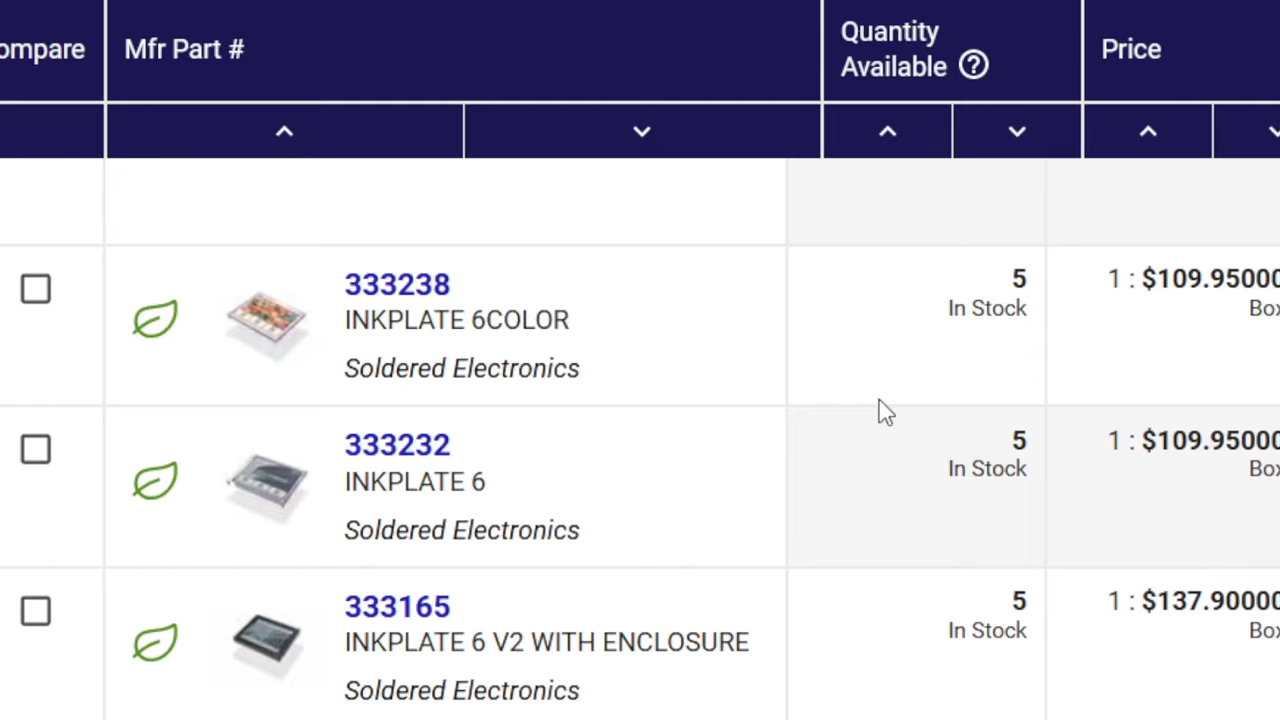 ompare
Mfr Part #
Quantity
Available ?
Price
333238
INKPLATE 6COLOR
Soldered Electronics
5
In Stock
1 : $109.95000
Box
333232
INKPLATE 6
Soldered Electronics
5
In Stock
1 : $109.95000
Box
333165
INKPLATE 6 V2 WITH ENCLOSURE
Soldered Electronics
5
In Stock
1 : $137.90000
Box